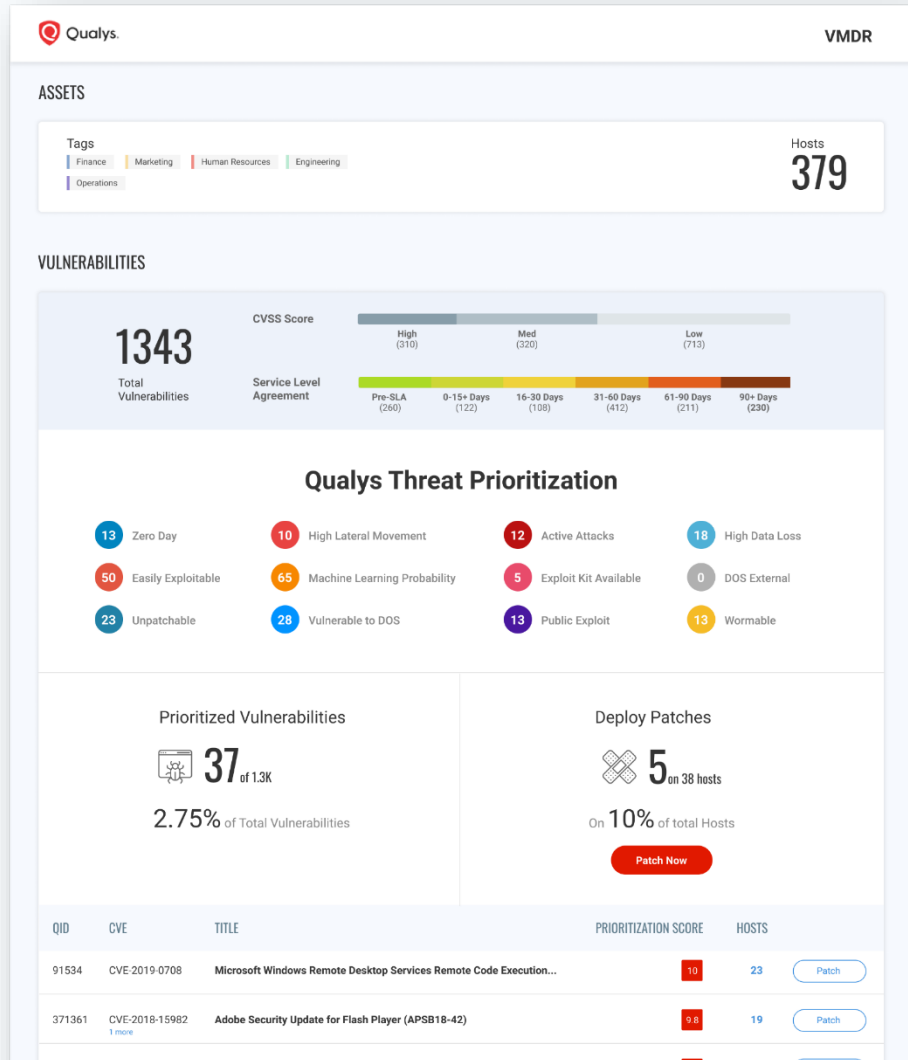 Qualys.
VMDR
ASSETS
Tags
Hosts
Finance Marketing Human Resources Engineering
379
Operations
VULNERABILITIES
1343
Total
Vulnerabilities
CVSS Score
High Med Low
(310) (320) (713)
Service Level
Agreement
Pre-SLA 0-15+ Days 16-30 Days 31-60 Days 61-90 Days 90+ Days
(260) (122) (108) (412) (211) (230)
Qualys Threat Prioritization
13 Zero Day 10 High Lateral Movement 12 Active Attacks 18 High Data Loss
50 Easily Exploitable 65 Machine Learning Probability 5 Exploit Kit Available 0 DOS External
23 Unpatchable 28 Vulnerable to DOS 13 Public Exploit 13 Wormable
Prioritized Vulnerabilities
37 of 1.3K
2.75% of Total Vulnerabilities
Deploy Patches
5 on 38 hosts
On 10% of total Hosts
Patch Now
QID CVE TITLE PRIORITIZATION SCORE HOSTS
91534 CVE-2019-0708 Microsoft Windows Remote Desktop Services Remote Code Execution... 10 23 Patch
371361 CVE-2018-15982 Adobe Security Update for Flash Player (APSB18-42) 9.8 19 Patch
1 more